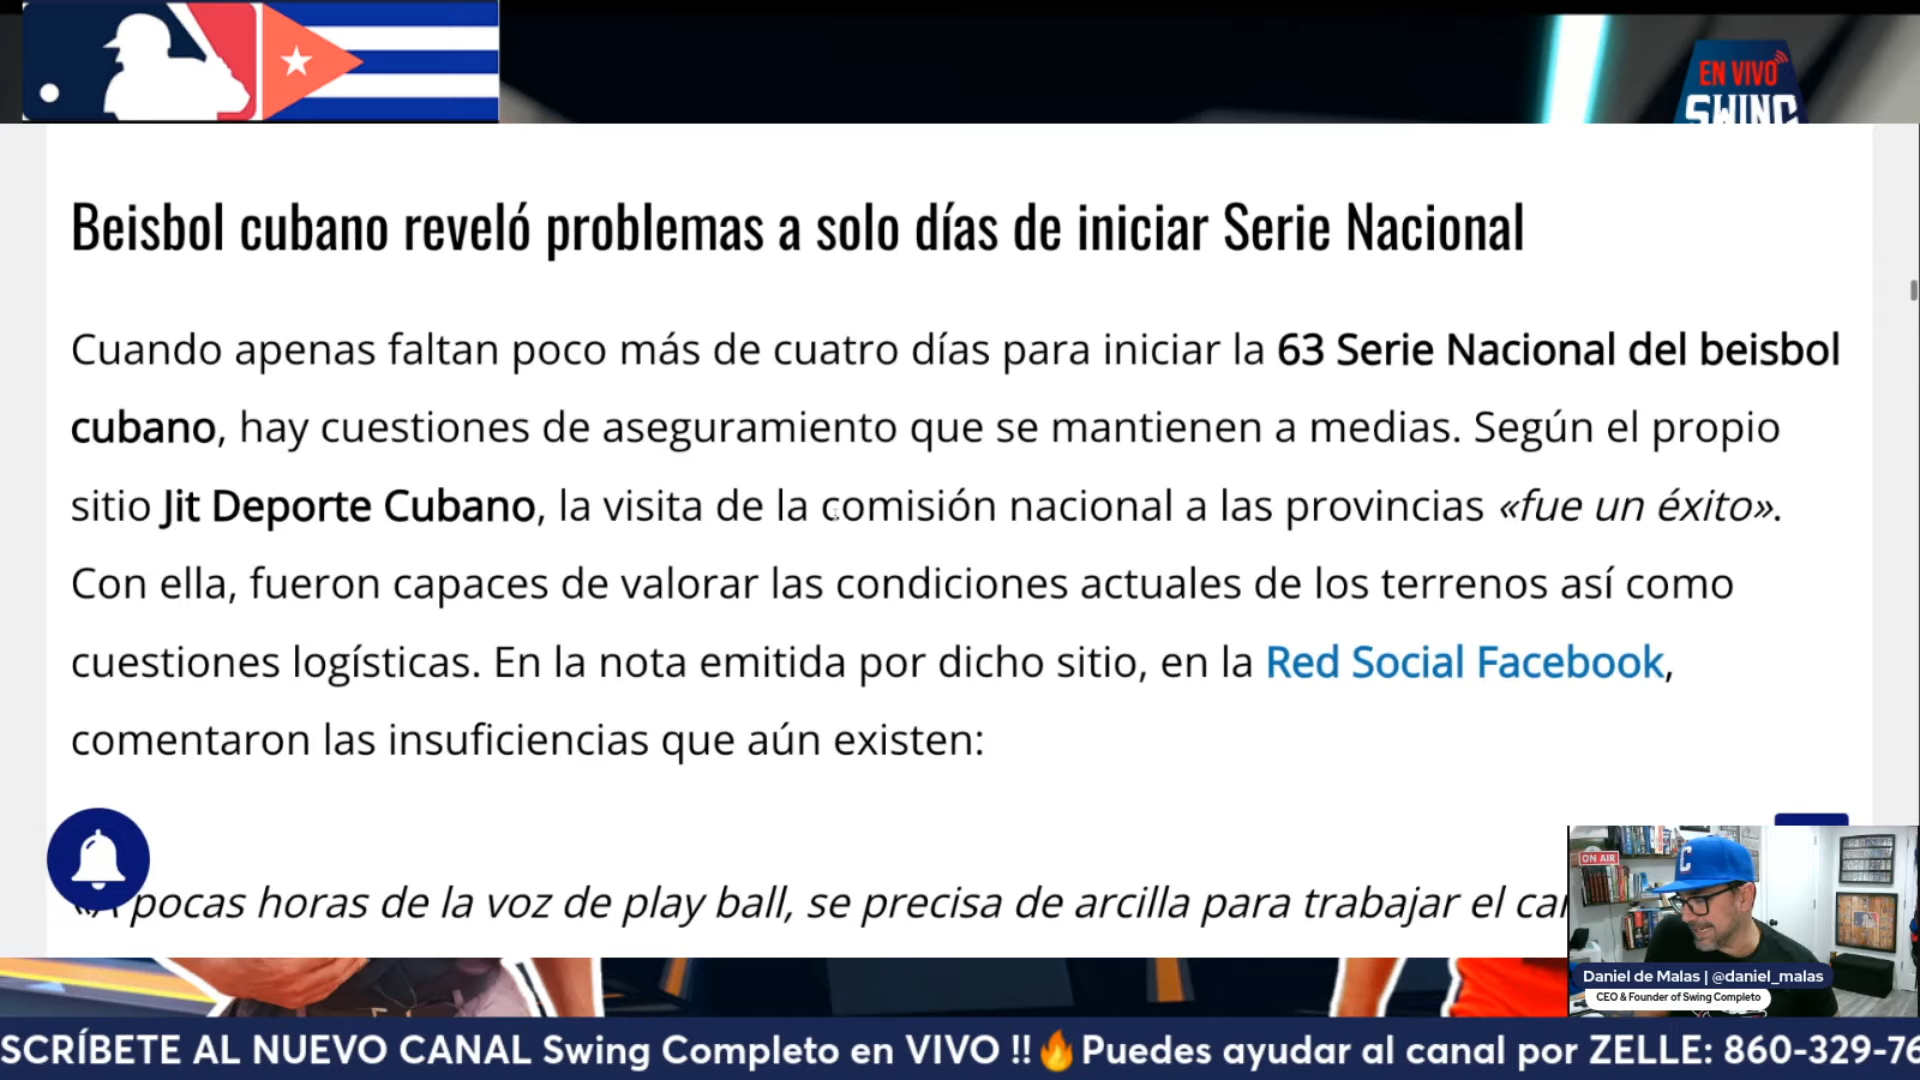 EN VIVO
SWING
Beisbol cubano reveló problemas a solo días de iniciar Serie Nacional
Cuando apenas faltan poco más de cuatro días para iniciar la 63 Serie Nacional del beisbol
cubano, hay cuestiones de aseguramiento que se mantienen a medias. Según el propio
sitio Jit Deporte Cubano, la visita de la comisión nacional a las provincias «fue un éxito».
Con ella, fueron capaces de valorar las condiciones actuales de los terrenos así como
cuestiones logísticas. En la nota emitida por dicho sitio, en la Red Social Facebook,
comentaron las insuficiencias que aún existen:
«A pocas horas de la voz de play ball, se precisa de arcilla para trabajar el
ON AIR
C
Daniel de Malas | @daniel_malas
CEO & Founder of Swing Completo
SCRÍBETE AL NUEVO CANAL Swing Completo en VIVO !!🔥Puedes ayudar al canal por ZELLE: 860-329-76